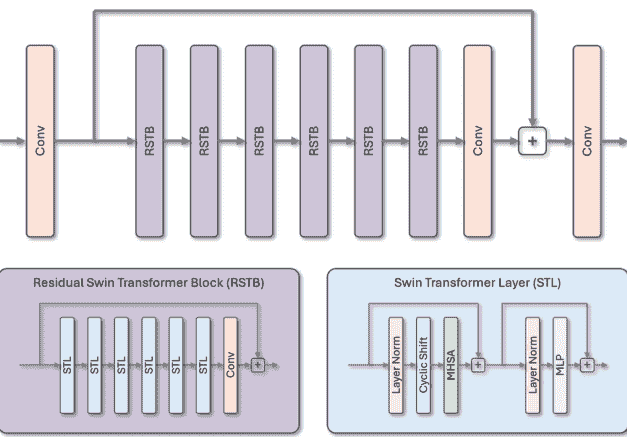 Conv
RSTB
RSTB
RSTB
RSTB
RSTB
RSTB
Conv
+
Conv
Residual Swin Transformer Block (RSTB)
STL
STL
STL
STL
STL
STL
Conv
+
Swin Transformer Layer (STL)
Layer Norm
Cyclic Shift
MHSA
+
Layer Norm
MLP
+